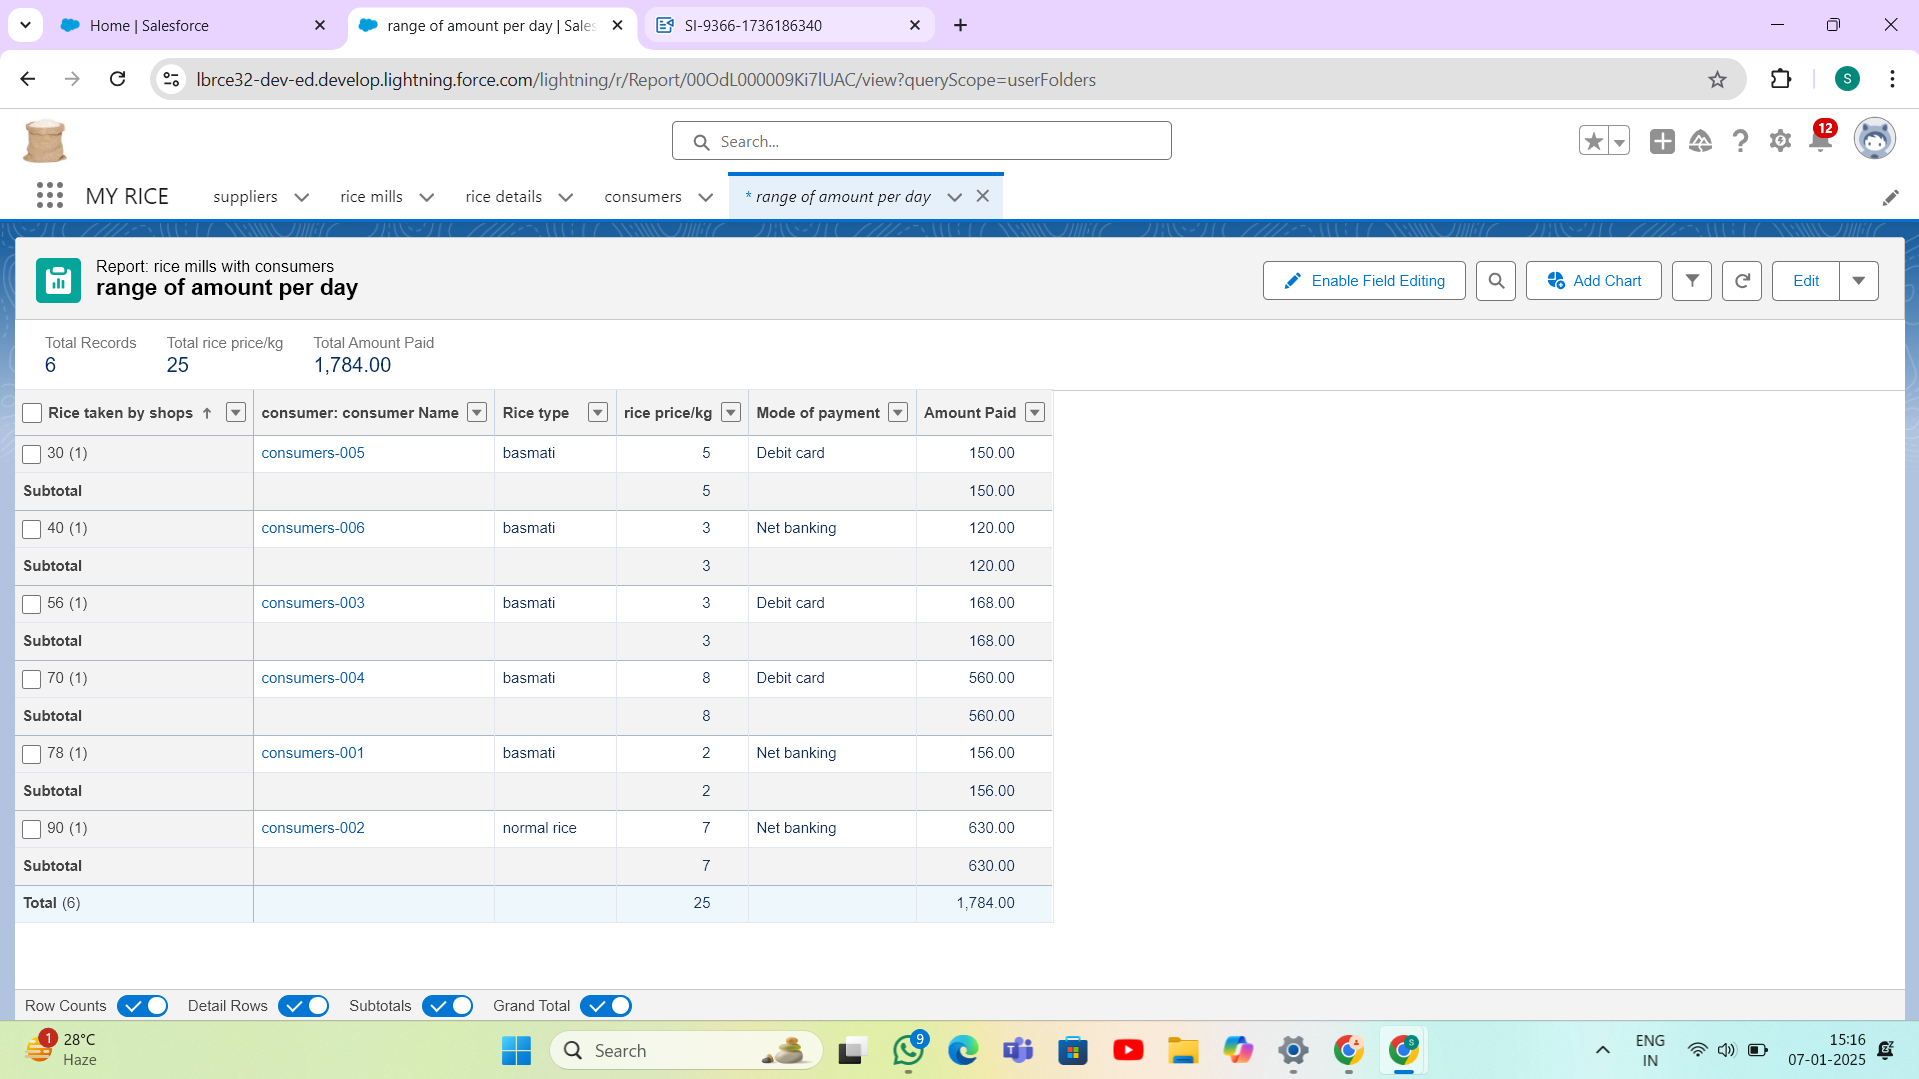 Home | Salesforce
range of amount per day | Sales
SI-9366-1736186340
lbrce32-dev-ed.develop.lightning.force.com/lightning/r/Report/00OdL000009Ki7lUAC/view?queryScope=userFolders
S
Search...
12
MY RICE
suppliers
rice mills
rice details
consumers
* range of amount per day
Report: rice mills with consumers
range of amount per day
Enable Field Editing
Add Chart
Edit
Total Records
6
Total rice price/kg
25
Total Amount Paid
1,784.00
Rice taken by shops ↑ consumer: consumer Name Rice type rice price/kg Mode of payment Amount Paid
30 (1) consumers-005 basmati 5 Debit card 150.00
Subtotal 5 150.00
40 (1) consumers-006 basmati 3 Net banking 120.00
Subtotal 3 120.00
56 (1) consumers-003 basmati 3 Debit card 168.00
Subtotal 3 168.00
70 (1) consumers-004 basmati 8 Debit card 560.00
Subtotal 8 560.00
78 (1) consumers-001 basmati 2 Net banking 156.00
Subtotal 2 156.00
90 (1) consumers-002 normal rice 7 Net banking 630.00
Subtotal 7 630.00
Total (6) 25 1,784.00
Row Counts Detail Rows Subtotals Grand Total
1
28°C
Haze
Search
9
S
ENG
IN
15:16
07-01-2025